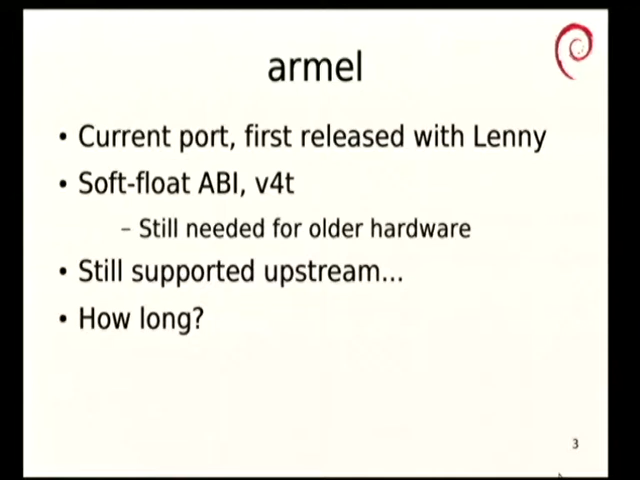 armel
• Current port, first released with Lenny
• Soft-float ABI, v4t
– Still needed for older hardware
• Still supported upstream...
• How long?
3